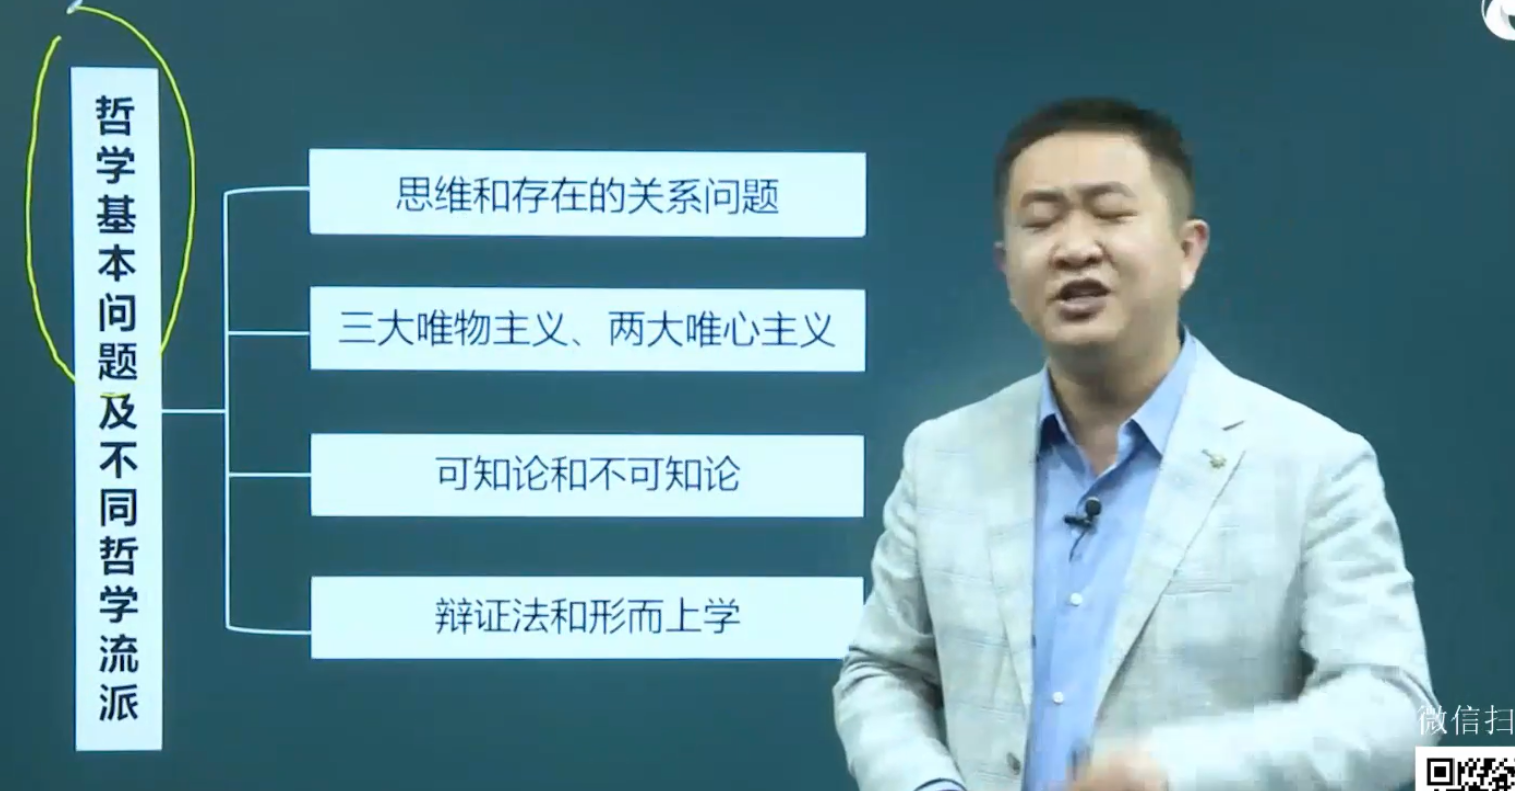 哲学基本问题及不同哲学流派
思维和存在的关系问题
三大唯物主义、两大唯心主义
可知论和不可知论
辩证法和形而上学
微信扫